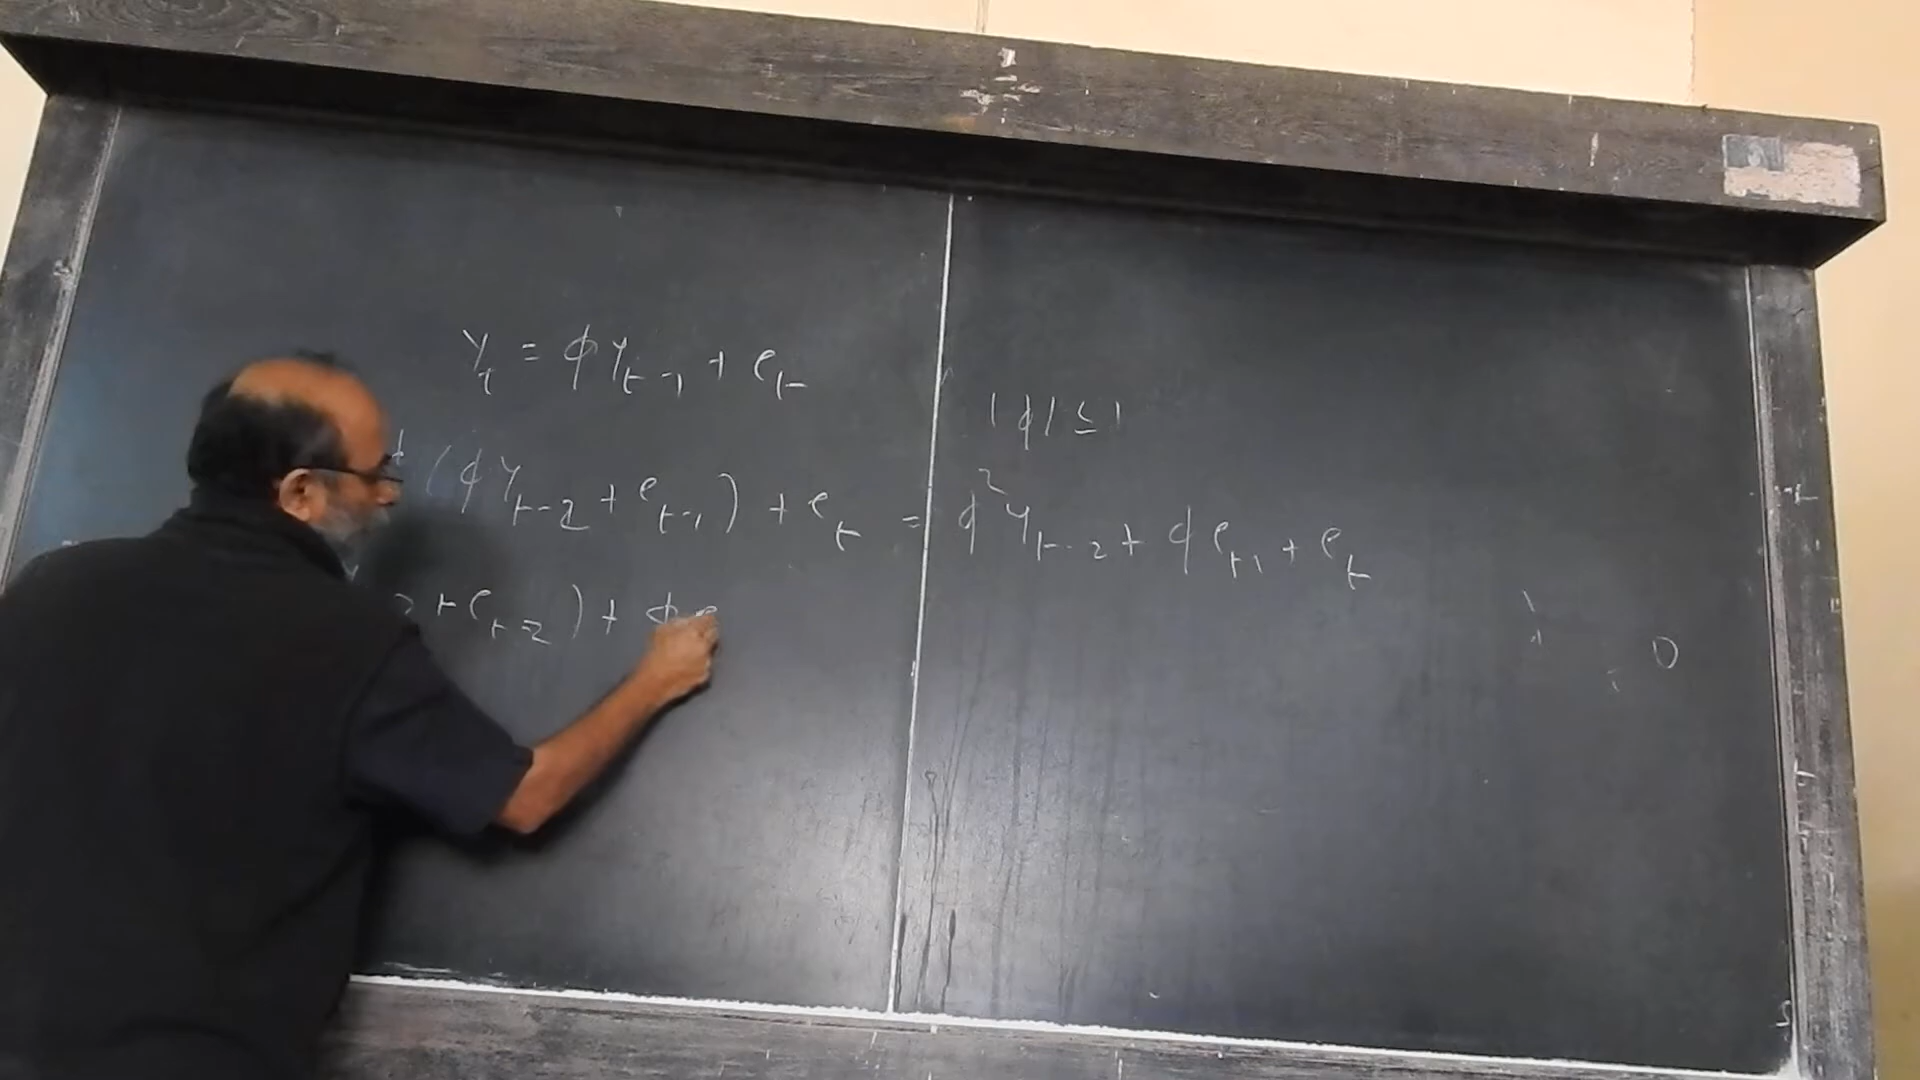 Y_t = φ Y_{t-1} + e_t
|φ| ≤ 1
(φ Y_{t-2} + e_{t-1}) + e_t = φ² Y_{t-2} + φ e_{t-1} + e_t
+ e_{t-2}) + φ e